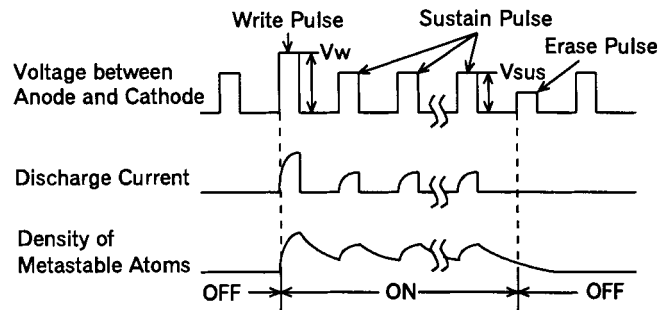 Write Pulse
Sustain Pulse
Erase Pulse
Vw
Vsus
Voltage between
Anode and Cathode
Discharge Current
Density of
Metastable Atoms
OFF
ON
OFF